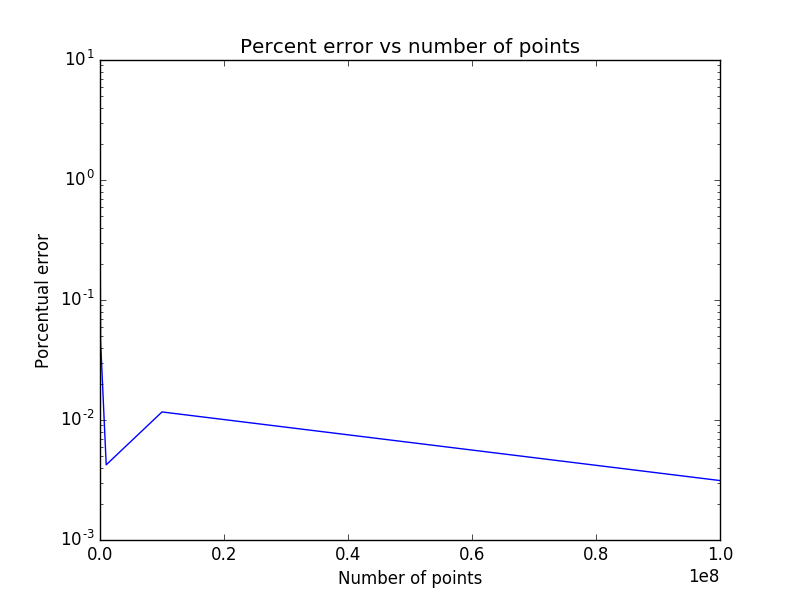 Percent error vs number of points
10^1
10^0
10^-1
10^-2
10^-3
Porcentual error
0.0 0.2 0.4 0.6 0.8 1.0
1e8
Number of points